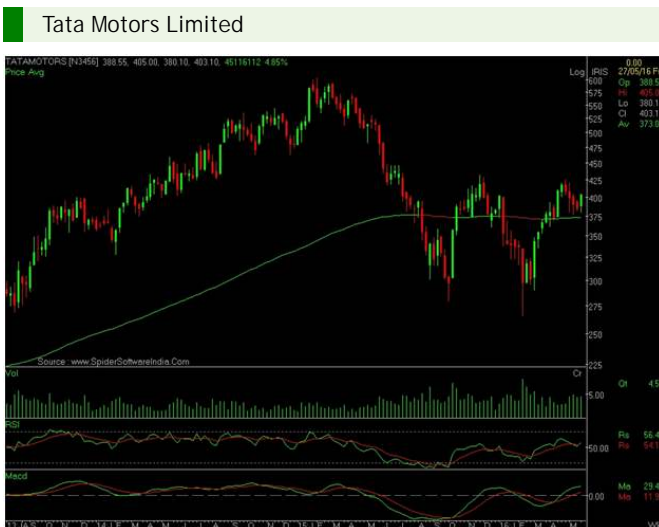 Tata Motors Limited
TATAMOTORS [N3456] 388.55, 405.00, 380.10, 403.10, 45116112 4.85%
Price Avg
Log IRIS
0.00
27/05/16 Fr
Op 388.5
Hi 405.0
Lo 380.1
Cl 403.1
Av 373.0
600
575
550
525
500
475
450
425
400
375
350
325
300
275
250
225
Source : www.SpiderSoftwareIndia.Com
Vol
Cr
5.00
Qt 4.5
RSI
50.00
Rs 56.4
Rs 54.1
Macd
0.00
Ma 29.4
Ma 11.9